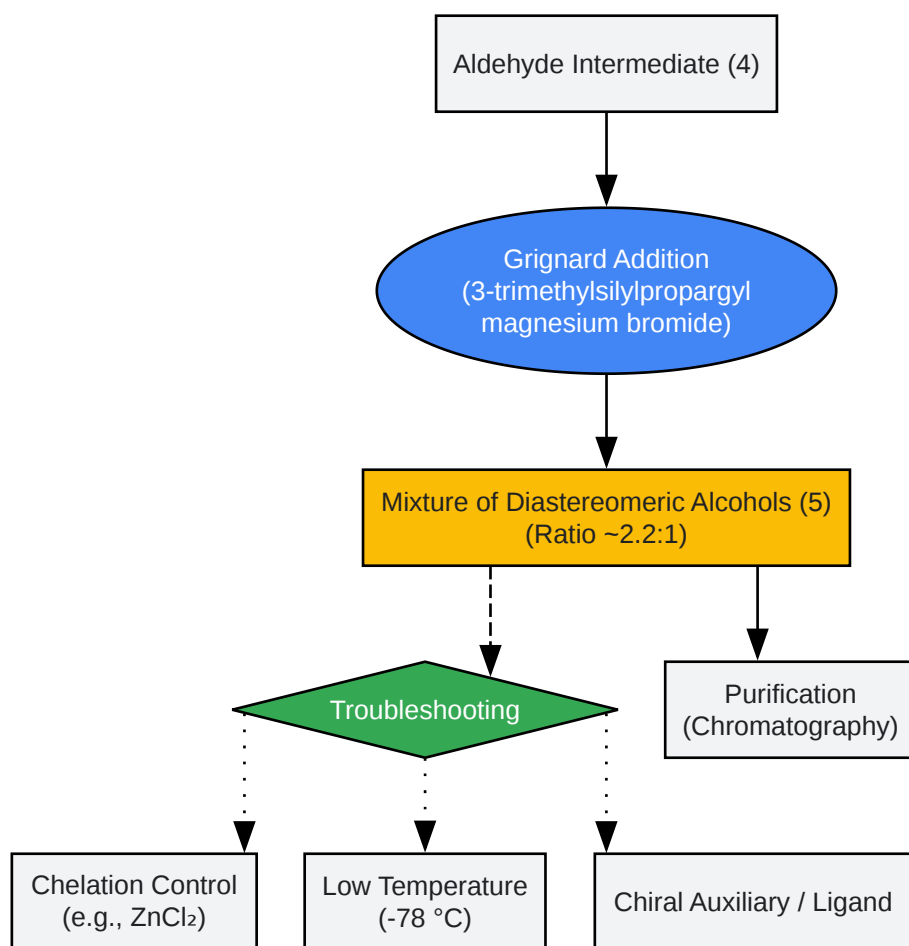 Aldehyde Intermediate (4)
Grignard Addition
(3-trimethylsilylpropargyl
magnesium bromide)
Mixture of Diastereomeric Alcohols (5)
(Ratio ~2.2:1)
Troubleshooting
Purification
(Chromatography)
Chelation Control
(e.g., ZnCl₂)
Low Temperature
(-78 °C)
Chiral Auxiliary / Ligand